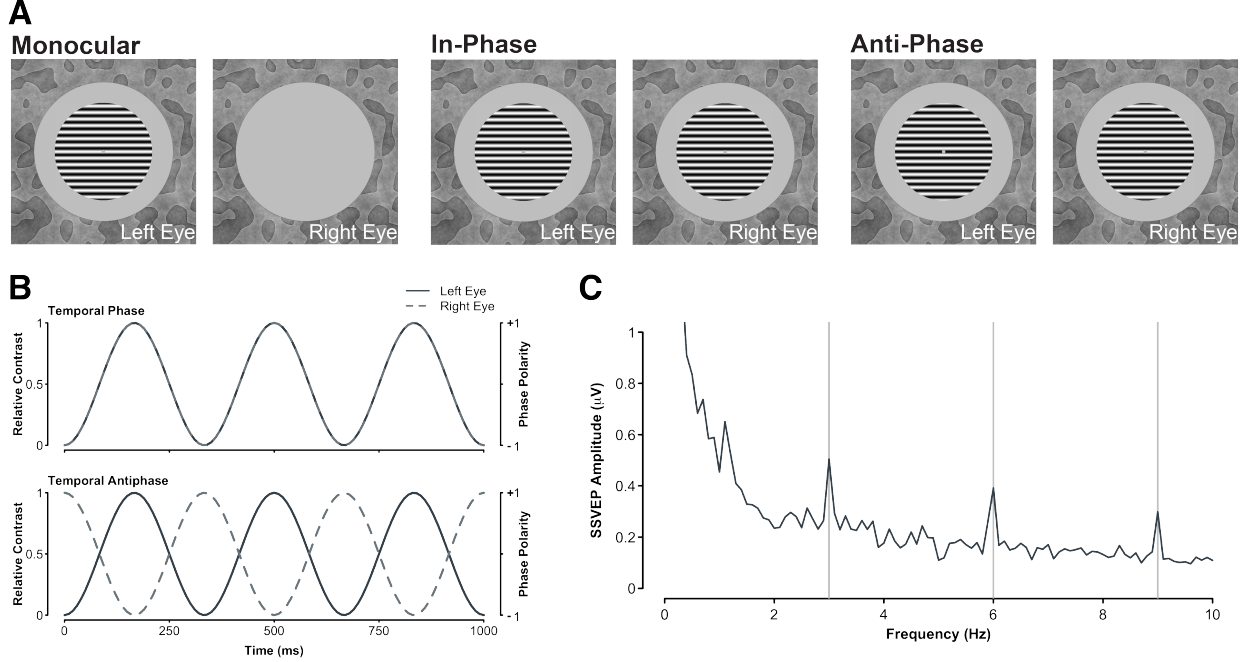 A
Monocular
In-Phase
Anti-Phase
Left Eye
Right Eye
Left Eye
Right Eye
Left Eye
Right Eye
B
Left Eye
Right Eye
Temporal Phase
1
0.5
0
Relative Contrast
+1
-1
Phase Polarity
Temporal Antiphase
1
0.5
0
Relative Contrast
+1
-1
Phase Polarity
0 250 500 750 1000
Time (ms)
C
1
0.8
0.6
0.4
0.2
0
SSVEP Amplitude (µV)
0 2 4 6 8 10
Frequency (Hz)